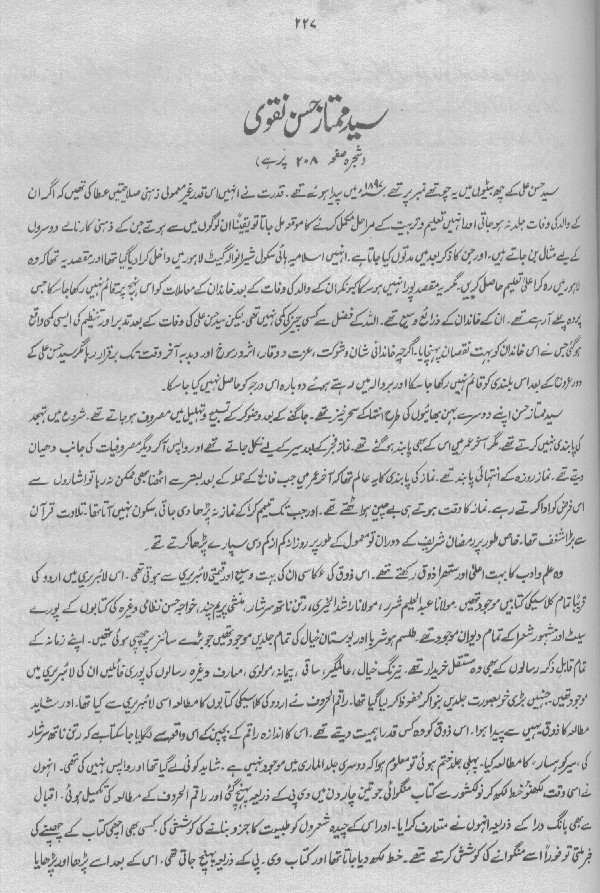 ۲۲۷
سید ممتاز حسن نقوی
(شجرہ صفحہ ۲۰۸ پر ہے)
سید حسن علی کے چھ بیٹوں میں یہ چوتھے نمبر پر تھے۔ ۱۸۹۷ء میں پیدا ہوئے تھے۔ قدرت نے انہیں اس قدر غیر معمولی ذہنی صلاحیتیں عطا کی تھیں کہ اگر ان
کے والد کی وفات جلد نہ ہو جاتی اور انہیں تعلیم و تربیت کے مراحل مکمل کرنے کا موقعہ مل جاتا تو یقیناً ان لوگوں میں سے ہوتے جن کے ذہنی کارنامے دوسروں
کے لیے مثال بن جاتے ہیں۔ اور جن کا ذکر بعد میں مدتوں کیا جاتا ہے۔ انہیں اسلامیہ ہائی سکول شیرانوالہ گیٹ لاہور میں داخل کرایا گیا تھا اور مقصد یہ تھا کہ وہ
لاہور میں رہ کر اعلیٰ تعلیم حاصل کریں۔ مگر یہ مقصد پورا نہیں ہو سکا کیونکہ ان کے والد کی وفات کے بعد خاندان کے معاملات کو اس نہج پر قائم نہیں رکھا جا سکا جس
پر وہ چلے آ رہے تھے۔ ان کے خاندان کے ذرائع وسیع تھے۔ اللہ کے فضل سے کسی چیز کی کمی نہیں تھی لیکن سید حسن علی کی وفات کے بعد تدبر اور تنظیم کی ایسی کمی واقع
ہو گئی جس نے اس خاندان کو بہت نقصان پہنچایا۔ اگرچہ خاندانی شان و شوکت، عزت و وقار، اثر و رسوخ اور دبدبہ آخر وقت تک برقرار رہا مگر سید حسن علی کے
دور عروج کے بعد اس بلندی کو قائم نہیں رکھا جا سکا اور بروالہ میں رہتے ہوئے دوبارہ اس درجہ کو حاصل نہیں کیا جا سکا۔
سید ممتاز حسن اپنے دوسرے بہن بھائیوں کی طرح انتہا کے سحر خیز تھے۔ جاگنے کے بعد وضو کر کے تسبیح و تہلیل میں مصروف ہو جاتے تھے۔ شروع میں تہجد
کی پابندی نہیں کرتے تھے۔ مگر آخر عمر میں اس کے بھی پابند ہو گئے تھے۔ نماز فجر کے بعد سیر کے لیے نکل جاتے تھے اور واپس آ کر دیگر مصروفیات کی جانب دھیان
دیتے تھے۔ نماز روزہ کے انتہائی پابند تھے۔ نماز کی پابندی کا یہ عالم تھا کہ آخر عمر میں جب فالج کے حملہ کے بعد بستر سے اٹھنا بھی ممکن نہ رہا تو اشاروں سے
اس فرض کو ادا کرتے رہے۔ نماز کا وقت ہوتے ہی بے چین ہو اٹھتے تھے۔ اور جب تک تیمم کرا کے نماز نہ پڑھا دی جاتی، سکون نہیں آتا تھا۔ تلاوت قرآن
سے بڑا شغف تھا۔ خاص طور پر رمضان شریف کے دوران تو معمول کے طور پر روزانہ کم از کم دس سپارے پڑھا کرتے تھے۔
وہ علم و ادب کا بہت اعلیٰ اور ستھرا ذوق رکھتے تھے۔ اس ذوق کی عکاسی ان کی بہت وسیع اور قیمتی لائبریری سے ہوتی تھی۔ اس لائبریری میں اردو کی
قریباً تمام کلاسیکی کتابیں موجود تھیں۔ مولانا عبدالحلیم شرر، مولانا راشد الخیری، رتن ناتھ سرشار، منشی پریم چند، خواجہ حسن نظامی وغیرہ کی کتابوں کے پورے
سیٹ اور مشہور شعرا کے تمام دیوان موجود تھے۔ طلسم ہوشربا اور بوستان خیال کی تمام جلدیں موجود تھیں جو بڑے سائز پر چھپی ہوئی تھیں۔ اپنے زمانہ کے
تمام قابل ذکر رسالوں کے بھی وہ مستقل خریدار تھے۔ نیرنگ خیال، عالمگیر، ساقی، پیمانہ، مولوی، معارف وغیرہ رسالوں کی پوری فائلیں ان کی لائبریری میں
موجود تھیں۔ جنہیں بڑی خوبصورت جلدیں بنوا کر محفوظ کر لیا گیا تھا۔ راقم الحروف نے اردو کی کلاسیکی کتابوں کا مطالعہ اسی لائبریری سے کیا تھا۔ اور شاید
مطالعہ کا ذوق یہیں سے پیدا ہوا۔ اس ذوق کو وہ کس قدر اہمیت دیتے تھے۔ اس کا اندازہ راقم کے بچپن کے اس واقعہ سے لگایا جا سکتا ہے کہ رتن ناتھ سرشار
کی، سیر کوہسار، کا مطالعہ کیا۔ پہلی جلد ختم ہوئی تو معلوم ہوا کہ دوسری جلد الماری میں موجود نہیں ہے۔ شاید کوئی لے گیا تھا اور واپس نہیں کی تھی۔ انہوں
نے اسی وقت لکھنؤ خط لکھ کر نولکشور سے کتاب منگوائی جو تین چار دن میں وی پی کے ذریعہ پہنچ گئی اور راقم الحروف کے مطالعہ کی تکمیل ہوئی۔ اقبال
سے بھی بانگ درا کے ذریعہ انہوں نے متعارف کرایا۔ اور اس کے چیدہ شعروں کو طبیعت کا جزو بنانے کی کوشش کی۔ کسی بھی اچھی کتاب کے چھپنے کی
خبر ملتی تو فوراً اسے منگوانے کی کوشش کرتے تھے۔ خط لکھ دیا جاتا تھا اور کتاب وی۔ پی کے ذریعہ پہنچ جاتی تھی۔ اس کے بعد اسے پڑھا اور پڑھایا